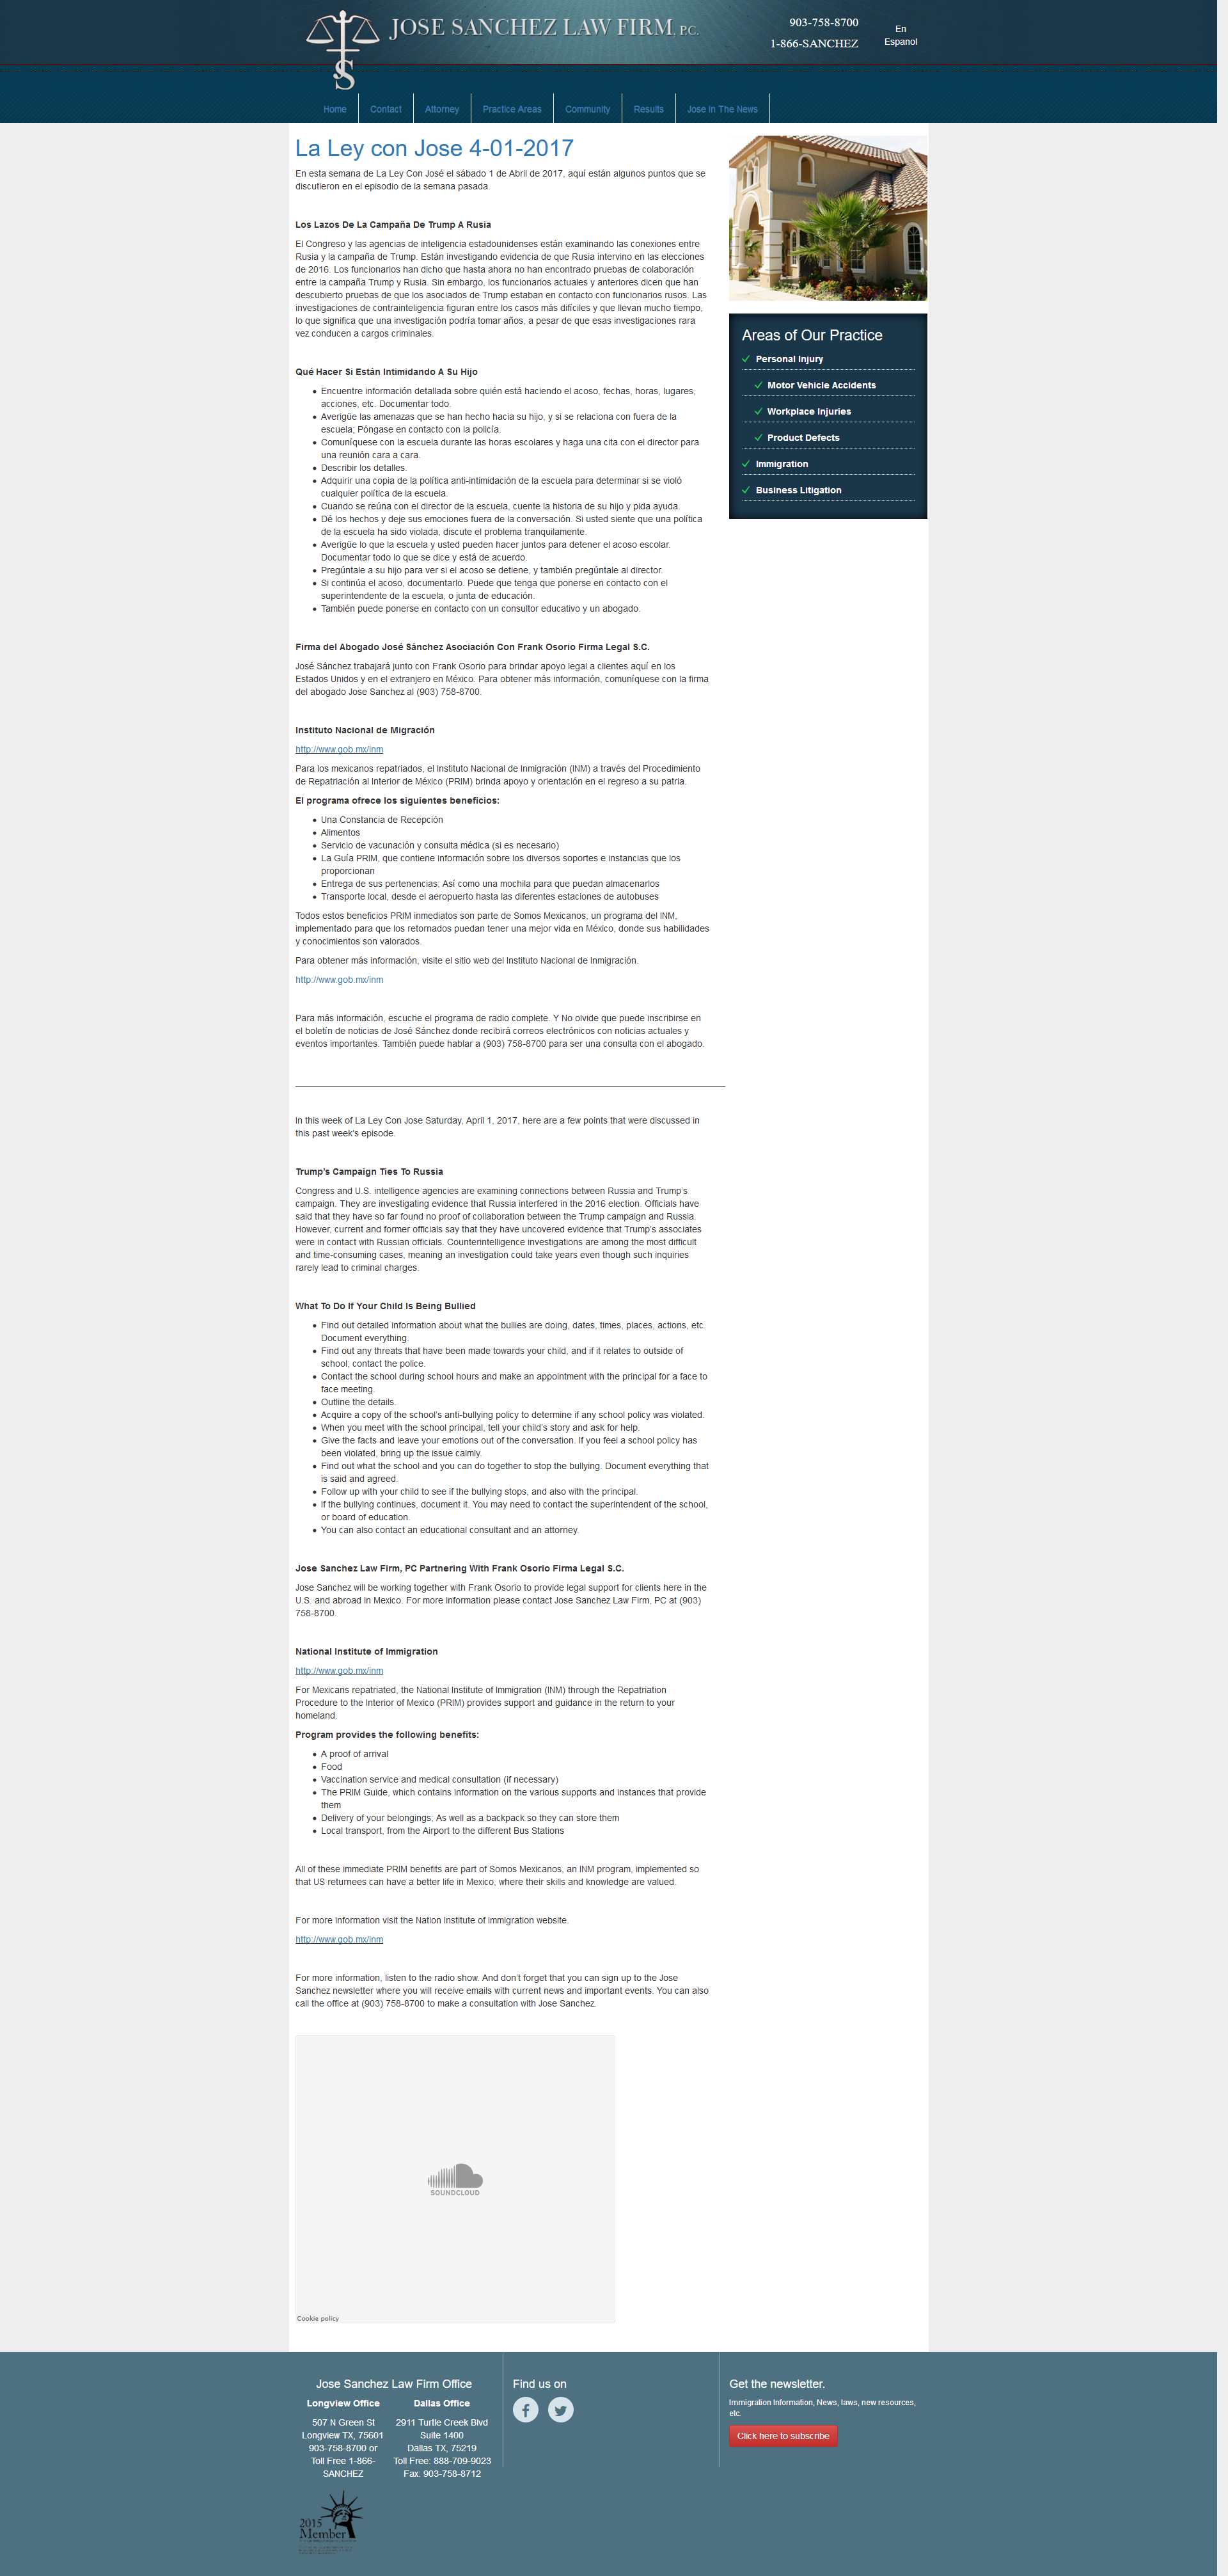 JOSE SANCHEZ LAW FIRM, P.C.
903-758-8700
1-866-SANCHEZ
En
Espanol
Home
Contact
Attorney
Practice Areas
Community
Results
Jose in The News
La Ley con Jose 4-01-2017
En esta semana de La Ley Con José el sábado 1 de Abril de 2017, aquí están algunos puntos que se
discutieron en el episodio de la semana pasada.
Los Lazos De La Campaña De Trump A Rusia
El Congreso y las agencias de inteligencia estadounidenses están examinando las conexiones entre
Rusia y la campaña de Trump. Están investigando evidencia de que Rusia intervino en las elecciones
de 2016. Los funcionarios han dicho que hasta ahora no han encontrado pruebas de colaboración
entre la campaña Trump y Rusia. Sin embargo, los funcionarios actuales y anteriores dicen que han
descubierto pruebas de que los asociados de Trump estaban en contacto con funcionarios rusos. Las
investigaciones de contrainteligencia figuran entre los casos más difíciles y que llevan mucho tiempo,
lo que significa que una investigación podría tomar años, a pesar de que esas investigaciones rara
vez conducen a cargos criminales.
Qué Hacer Si Están Intimidando A Su Hijo
• Encuentre información detallada sobre quién está haciendo el acoso, fechas, horas, lugares,
acciones, etc. Documentar todo.
• Averigüe las amenazas que se han hecho hacia su hijo, y si se relaciona con fuera de la
escuela; Póngase en contacto con la policía.
• Comuníquese con la escuela durante las horas escolares y haga una cita con el director para
una reunión cara a cara.
• Describir los detalles.
• Adquirir una copia de la política anti-intimidación de la escuela para determinar si se violó
cualquier política de la escuela.
• Cuando se reúna con el director de la escuela, cuente la historia de su hijo y pida ayuda.
• Dé los hechos y deje sus emociones fuera de la conversación. Si usted siente que una política
de la escuela ha sido violada, discute el problema tranquilamente.
• Averigüe lo que la escuela y usted pueden hacer juntos para detener el acoso escolar.
Documentar todo lo que se dice y está de acuerdo.
• Pregúntale a su hijo para ver si el acoso se detiene, y también pregúntale al director.
• Si continúa el acoso, documentarlo. Puede que tenga que ponerse en contacto con el
superintendente de la escuela, o junta de educación.
• También puede ponerse en contacto con un consultor educativo y un abogado.
Firma del Abogado José Sánchez Asociación Con Frank Osorio Firma Legal S.C.
José Sánchez trabajará junto con Frank Osorio para brindar apoyo legal a clientes aquí en los
Estados Unidos y en el extranjero en México. Para obtener más información, comuníquese con la firma
del abogado Jose Sanchez al (903) 758-8700.
Instituto Nacional de Migración
http://www.gob.mx/inm
Para los mexicanos repatriados, el Instituto Nacional de Inmigración (INM) a través del Procedimiento
de Repatriación al Interior de México (PRIM) brinda apoyo y orientación en el regreso a su patria.
El programa ofrece los siguientes beneficios:
• Una Constancia de Recepción
• Alimentos
• Servicio de vacunación y consulta médica (si es necesario)
• La Guía PRIM, que contiene información sobre los diversos soportes e instancias que los
proporcionan
• Entrega de sus pertenencias; Así como una mochila para que puedan almacenarlos
• Transporte local, desde el aeropuerto hasta las diferentes estaciones de autobuses
Todos estos beneficios PRIM inmediatos son parte de Somos Mexicanos, un programa del INM,
implementado para que los retornados puedan tener una mejor vida en México, donde sus habilidades
y conocimientos son valorados.
Para obtener más información, visite el sitio web del Instituto Nacional de Inmigración.
http://www.gob.mx/inm
Para más información, escuche el programa de radio complete. Y No olvide que puede inscribirse en
el boletín de noticias de José Sánchez donde recibirá correos electrónicos con noticias actuales y
eventos importantes. También puede hablar a (903) 758-8700 para ser una consulta con el abogado.
In this week of La Ley Con Jose Saturday, April 1, 2017, here are a few points that were discussed in
this past week's episode.
Trump's Campaign Ties To Russia
Congress and U.S. intelligence agencies are examining connections between Russia and Trump's
campaign. They are investigating evidence that Russia interfered in the 2016 election. Officials have
said that they have so far found no proof of collaboration between the Trump campaign and Russia.
However, current and former officials say that they have uncovered evidence that Trump's associates
were in contact with Russian officials. Counterintelligence investigations are among the most difficult
and time-consuming cases, meaning an investigation could take years even though such inquiries
rarely lead to criminal charges.
What To Do If Your Child Is Being Bullied
• Find out detailed information about what the bullies are doing, dates, times, places, actions, etc.
Document everything.
• Find out any threats that have been made towards your child, and if it relates to outside of
school; contact the police.
• Contact the school during school hours and make an appointment with the principal for a face to
face meeting.
• Outline the details.
• Acquire a copy of the school's anti-bullying policy to determine if any school policy was violated.
• When you meet with the school principal, tell your child's story and ask for help.
• Give the facts and leave your emotions out of the conversation. If you feel a school policy has
been violated, bring up the issue calmly.
• Find out what the school and you can do together to stop the bullying. Document everything that
is said and agreed.
• Follow up with your child to see if the bullying stops, and also with the principal.
• If the bullying continues, document it. You may need to contact the superintendent of the school,
or board of education.
• You can also contact an educational consultant and an attorney.
Jose Sanchez Law Firm, PC Partnering With Frank Osorio Firma Legal S.C.
Jose Sanchez will be working together with Frank Osorio to provide legal support for clients here in the
U.S. and abroad in Mexico. For more information please contact Jose Sanchez Law Firm, PC at (903)
758-8700.
National Institute of Immigration
http://www.gob.mx/inm
For Mexicans repatriated, the National Institute of Immigration (INM) through the Repatriation
Procedure to the Interior of Mexico (PRIM) provides support and guidance in the return to your
homeland.
Program provides the following benefits:
• A proof of arrival
• Food
• Vaccination service and medical consultation (if necessary)
• The PRIM Guide, which contains information on the various supports and instances that provide
them
• Delivery of your belongings; As well as a backpack so they can store them
• Local transport, from the Airport to the different Bus Stations
All of these immediate PRIM benefits are part of Somos Mexicanos, an INM program, implemented so
that US returnees can have a better life in Mexico, where their skills and knowledge are valued.
For more information visit the Nation Institute of Immigration website.
http://www.gob.mx/inm
For more information, listen to the radio show. And don't forget that you can sign up to the Jose
Sanchez newsletter where you will receive emails with current news and important events. You can also
call the office at (903) 758-8700 to make a consultation with Jose Sanchez.
SOUNDCLOUD
Cookie policy
Areas of Our Practice
Personal Injury
Motor Vehicle Accidents
Workplace Injuries
Product Defects
Immigration
Business Litigation
Jose Sanchez Law Firm Office
Longview Office
507 N Green St
Longview TX, 75601
903-758-8700 or
Toll Free 1-866-
SANCHEZ
Dallas Office
2911 Turtle Creek Blvd
Suite 1400
Dallas TX, 75219
Toll Free: 888-709-9023
Fax: 903-758-8712
2015
Member
Find us on
Get the newsletter.
Immigration Information, News, laws, new resources,
etc.
Click here to subscribe